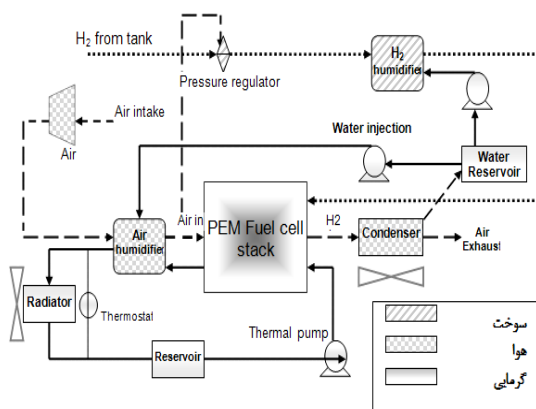 H2 from tank
Pressure regulator
H2
humidifier
Air intake
Air
Water injection
Water
Reservoir
Air
humidifier
Air in
PEM Fuel cell
stack
H2
Condenser
Air
Exhaust
Radiator
Thermostat
Thermal pump
Reservoir
سوخت
هوا
گرمایی